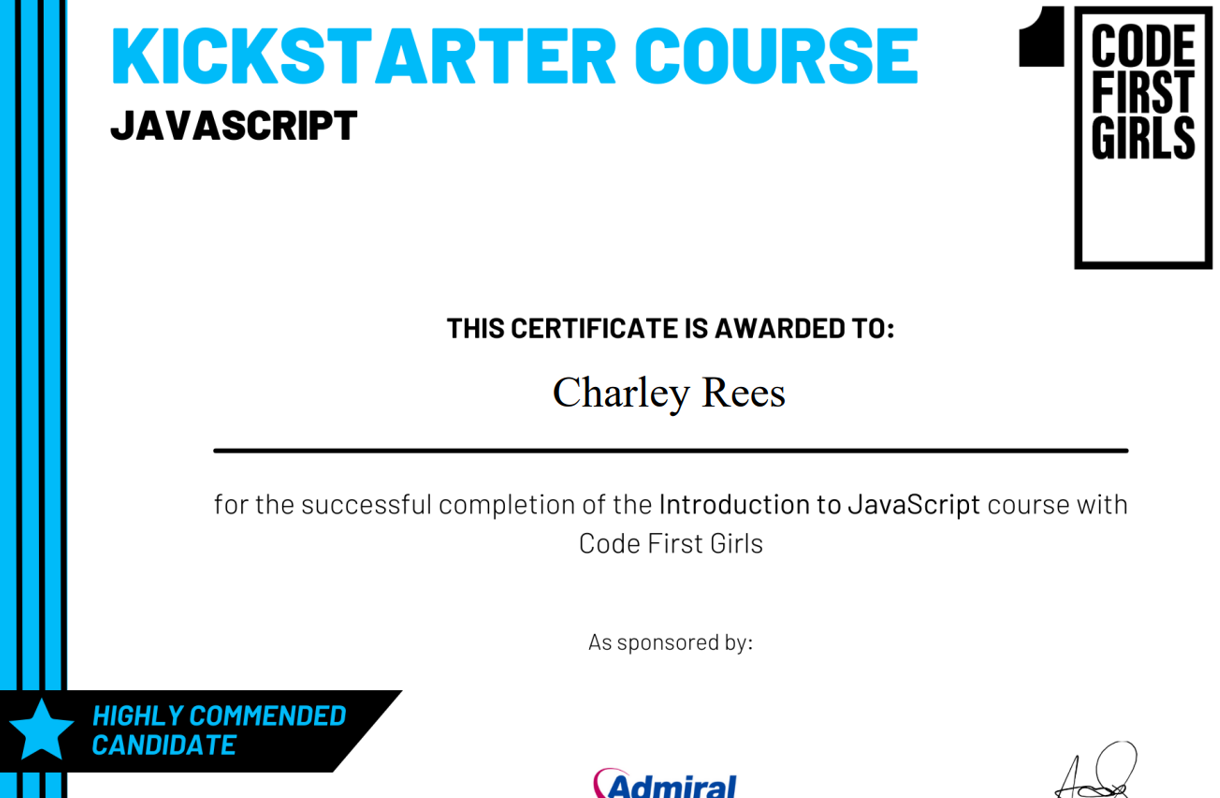 KICKSTARTER COURSE
JAVASCRIPT
CODE
FIRST
GIRLS
THIS CERTIFICATE IS AWARDED TO:
Charley Rees
for the successful completion of the Introduction to JavaScript course with
Code First Girls
As sponsored by:
HIGHLY COMMENDED
CANDIDATE
Admiral